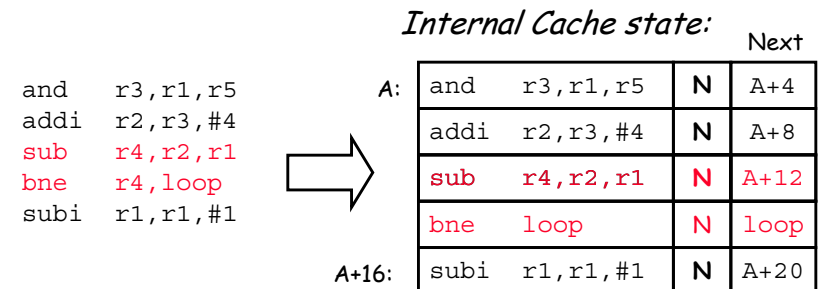 Internal Cache state:
Next
and r3,r1,r5
addi r2,r3,#4
sub r4,r2,r1
bne r4,loop
subi r1,r1,#1
A: and r3,r1,r5 N A+4
addi r2,r3,#4 N A+8
sub r4,r2,r1 N A+12
bne loop N loop
A+16: subi r1,r1,#1 N A+20